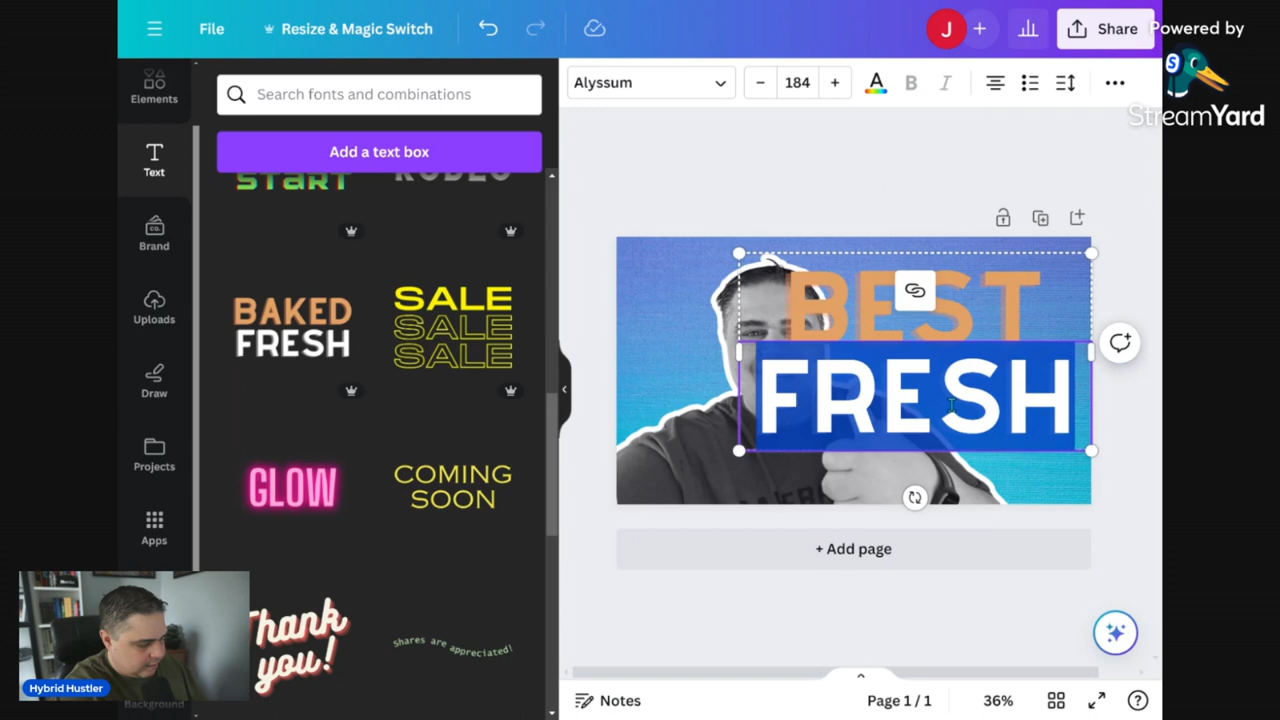 File
Resize & Magic Switch
J
Share
Powered by
StreamYard
Elements
Text
Brand
CO.
Uploads
Draw
Projects
Apps
Background
Search fonts and combinations
Add a text box
START
RODEO
BAKED
FRESH
SALE
SALE
SALE
GLOW
COMING
SOON
Thank
you!
shares are appreciated!
Alyssum
184
A
B
I
BEST
FRESH
+ Add page
Notes
Page 1 / 1
36%
Hybrid Hustler